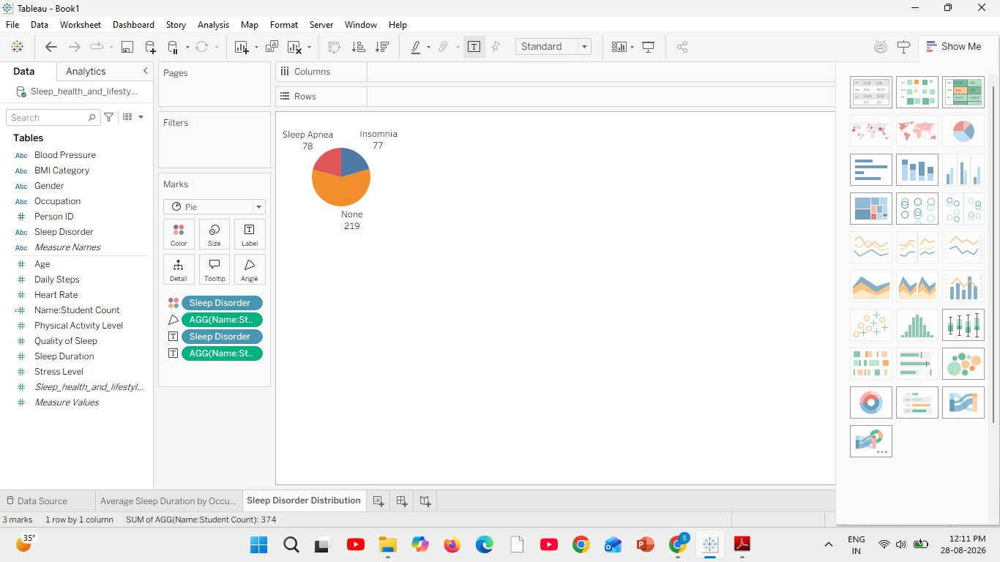 Tableau - Book1
File Data Worksheet Dashboard Story Analysis Map Format Server Window Help
Standard
Show Me
Data Analytics
Sleep_health_and_lifesty...
Search
Tables
Abc Blood Pressure
Abc BMI Category
Abc Gender
Abc Occupation
# Person ID
Abc Sleep Disorder
Abc Measure Names
# Age
# Daily Steps
# Heart Rate
=# Name:Student Count
# Physical Activity Level
# Quality of Sleep
# Sleep Duration
# Stress Level
# Sleep_health_and_lifestyl...
# Measure Values
Pages
Filters
Marks
Pie
Color Size Label
Detail Tooltip Angle
Sleep Disorder
AGG(Name:St..
Sleep Disorder
AGG(Name:St..
Columns
Rows
Sleep Apnea
78
Insomnia
77
None
219
Data Source Average Sleep Duration by Occu... Sleep Disorder Distribution
3 marks 1 row by 1 column SUM of AGG(Name:Student Count): 374
35°
S
ENG
IN
12:11 PM
28-08-2026